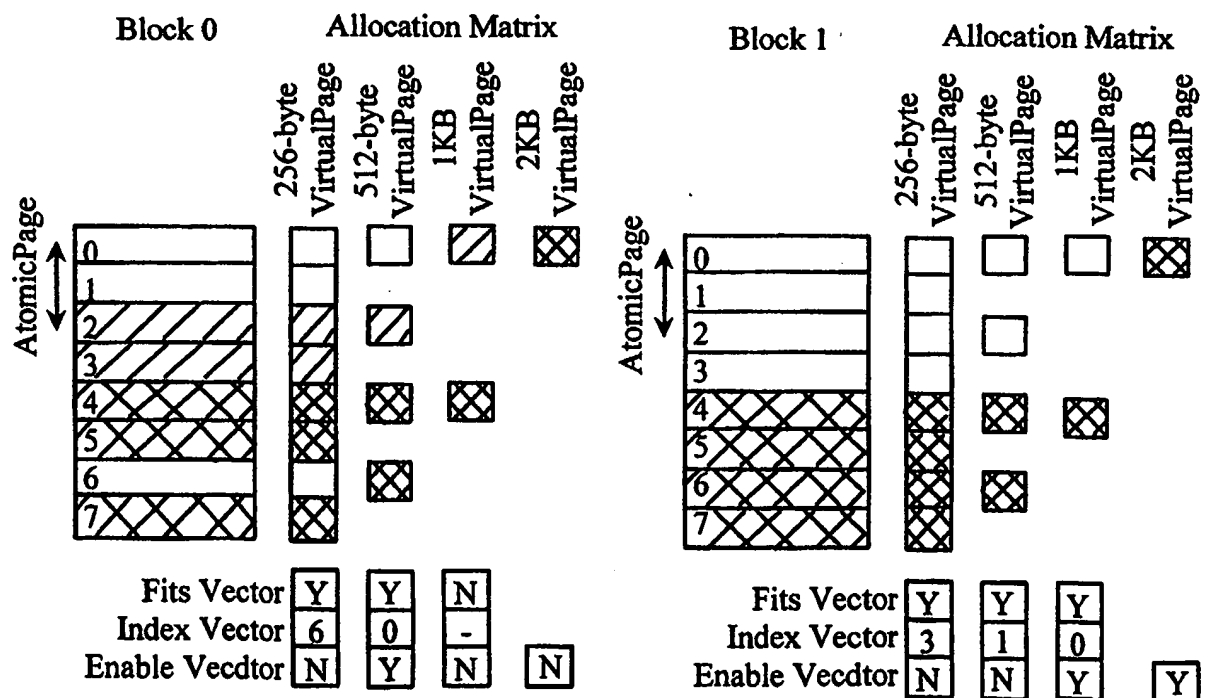 Block 0
Allocation Matrix
256-byte
VirtualPage
512-byte
VirtualPage
1KB
VirtualPage
2KB
VirtualPage
AtomicPage
0
1
2
3
4
5
6
7
Fits Vector Y Y N
Index Vector 6 0 -
Enable Vecdtor N Y N N
Block 1
Allocation Matrix
256-byte
VirtualPage
512-byte
VirtualPage
1KB
VirtualPage
2KB
VirtualPage
AtomicPage
0
1
2
3
4
5
6
7
Fits Vector Y Y Y
Index Vector 3 1 0
Enable Vecdtor N N Y Y